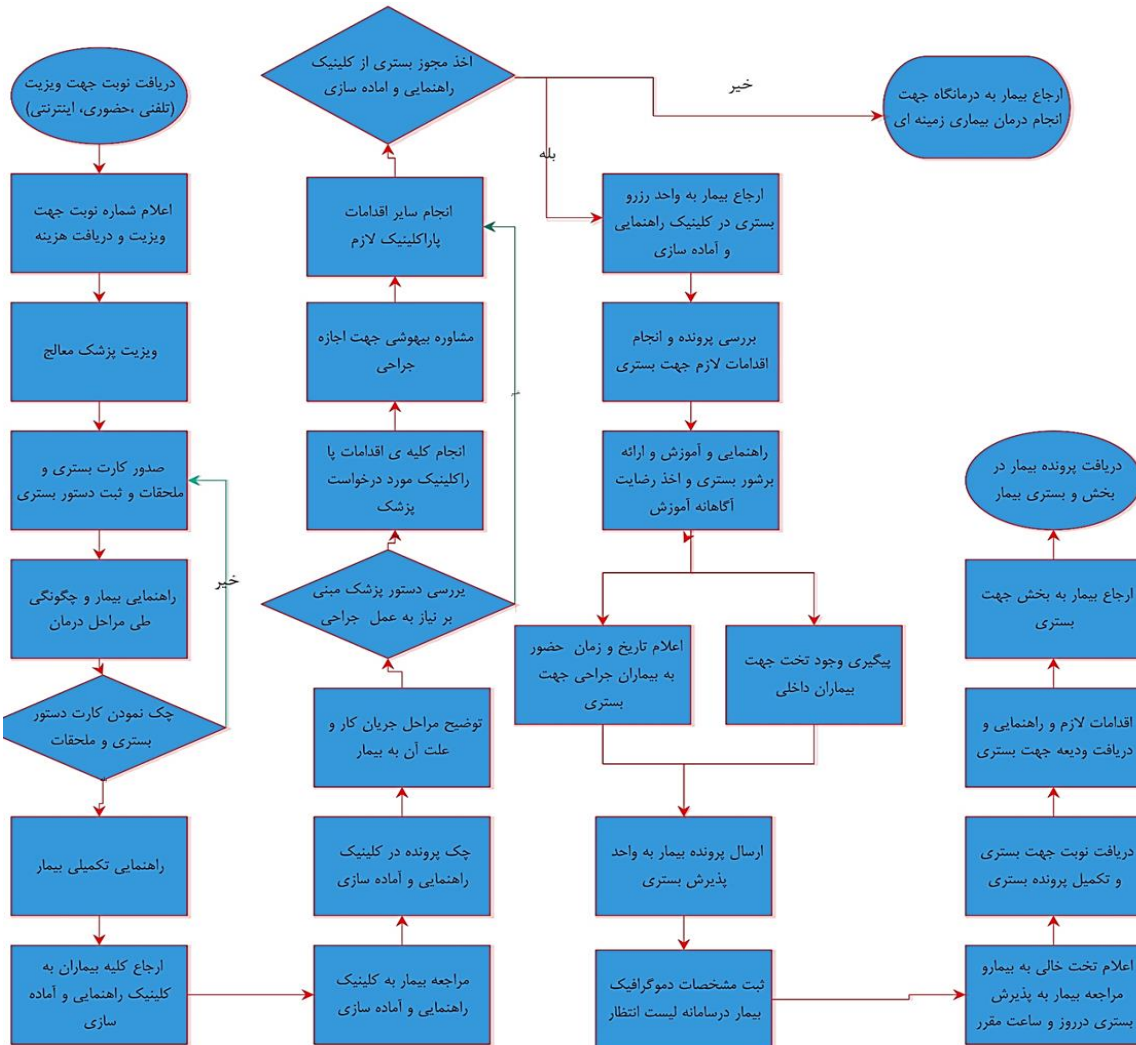 دریافت نوبت جهت ویزیت
(تلفنی ،حضوری، اینترنتی)
اعلام شماره نوبت جهت
ویزیت و دریافت هزینه
ویزیت پزشک معالج
صدور کارت بستری و
ملحقات و ثبت دستور بستری
راهنمایی بیمار و چگونگی
طی مراحل درمان
خیر
چک نمودن کارت دستور
بستری و ملحقات
راهنمایی تکمیلی بیمار
ارجاع کلیه بیماران به
کلینیک راهنمایی و آماده
سازی
مراجعه بیمار به کلینیک
راهنمایی و آماده سازی
چک پرونده در کلینیک
راهنمایی و آماده سازی
توضیح مراحل جریان کار و
علت آن به بیمار
بررسی دستور پزشک مبنی
بر نیاز به عمل جراحی
انجام کلیه ی اقدامات پا
راکلینیک مورد درخواست
پزشک
مشاوره بیهوشی جهت اجازه
جراحی
انجام سایر اقدامات
پاراکلینیک لازم
اخذ مجوز بستری از کلینیک
راهنمایی و اماده سازی
خیر
ارجاع بیمار به درمانگاه جهت
انجام درمان بیماری زمینه ای
بله
ارجاع بیمار به واحد رزرو
بستری در کلینیک راهنمایی
و آماده سازی
بررسی پرونده و انجام
اقدامات لازم جهت بستری
راهنمایی و آموزش و ارائه
برشور بستری و اخذ رضایت
آگاهانه آموزش
اعلام تاریخ و زمان حضور
به بیماران جراحی جهت
بستری
پیگیری وجود تخت جهت
بیماران داخلی
ارسال پرونده بیمار به واحد
پذیرش بستری
ثبت مشخصات دموگرافیک
بیمار درسامانه لیست انتظار
اعلام تخت خالی به بیمارو
مراجعه بیمار به پذیرش
بستری درروز و ساعت مقرر
دریافت نوبت جهت بستری
و تکمیل پرونده بستری
اقدامات لازم و راهنمایی و
دریافت ودیعه جهت بستری
ارجاع بیمار به بخش جهت
بستری
دریافت پرونده بیمار در
بخش و بستری بیمار